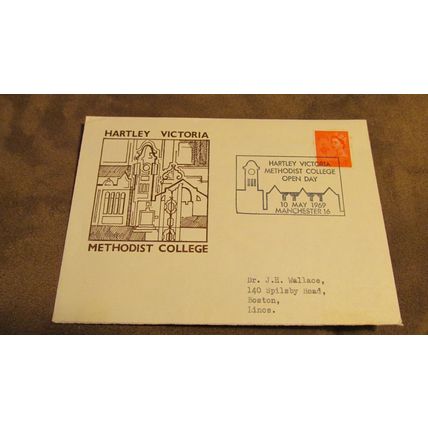 HARTLEY VICTORIA
METHODIST COLLEGE
HARTLEY VICTORIA
METHODIST COLLEGE
OPEN DAY
10 MAY 1969
MANCHESTER 16
Dr. J.H. Wallace,
140 Spilsby Road,
Boston,
Lincs.